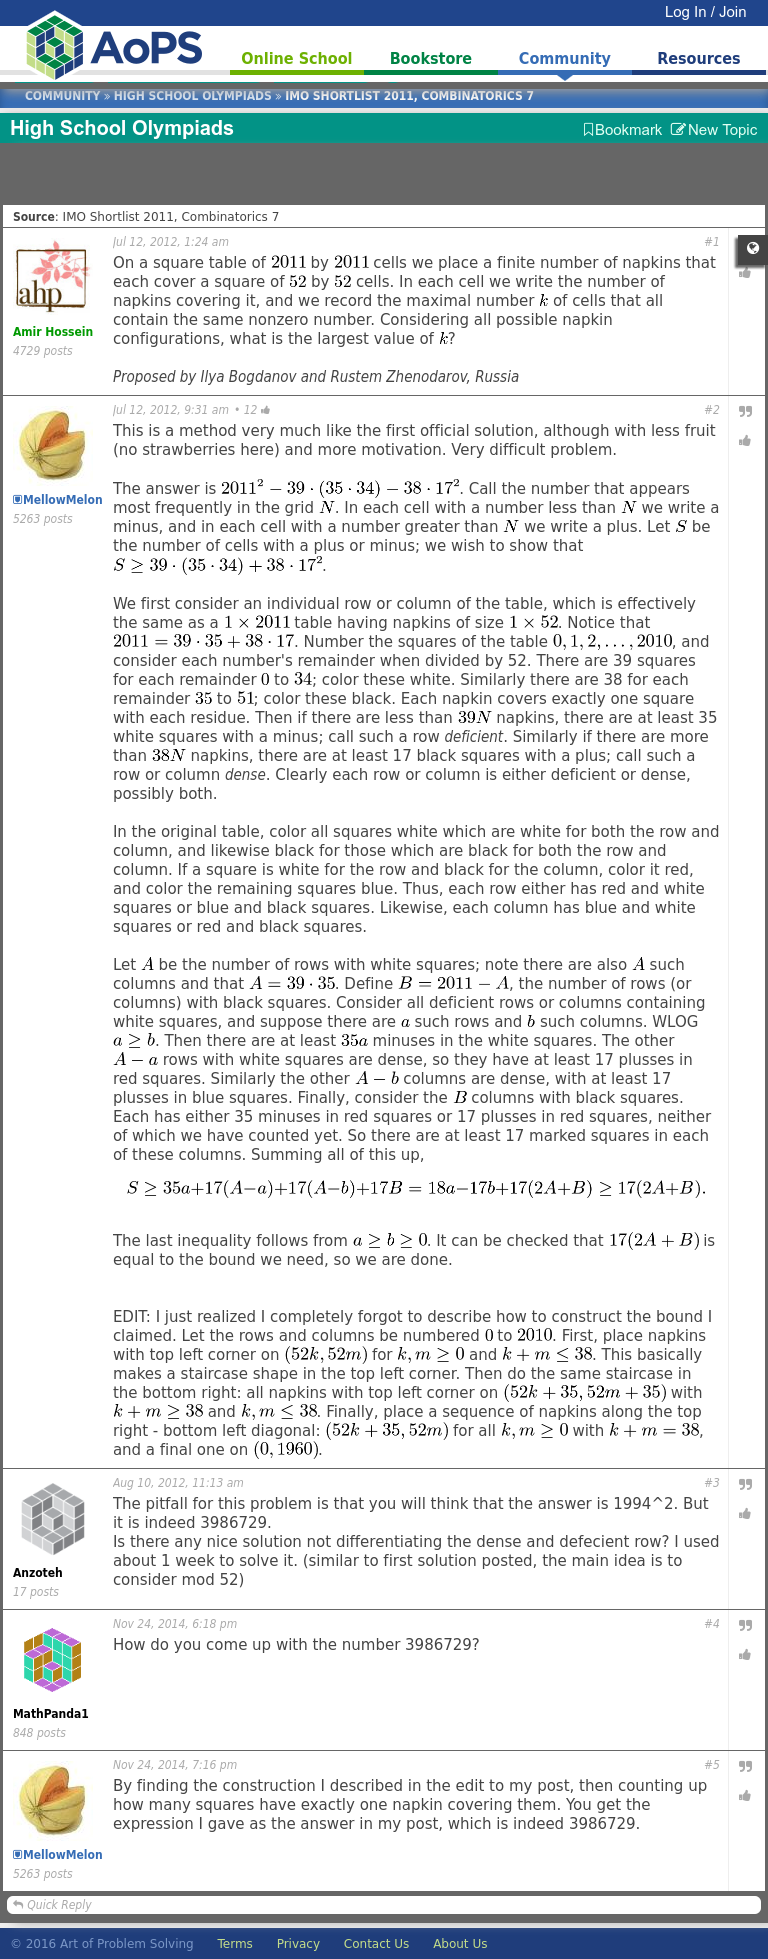 Log In / Join
AoPS
Online School Bookstore Community Resources
COMMUNITY » HIGH SCHOOL OLYMPIADS » IMO SHORTLIST 2011, COMBINATORICS 7
High School Olympiads
Bookmark New Topic
Source: IMO Shortlist 2011, Combinatorics 7
Jul 12, 2012, 1:24 am #1
ahp
Amir Hossein
4729 posts
On a square table of 2011 by 2011 cells we place a finite number of napkins that
each cover a square of 52 by 52 cells. In each cell we write the number of
napkins covering it, and we record the maximal number k of cells that all
contain the same nonzero number. Considering all possible napkin
configurations, what is the largest value of k?
Proposed by Ilya Bogdanov and Rustem Zhenodarov, Russia
Jul 12, 2012, 9:31 am • 12 #2
MellowMelon
5263 posts
This is a method very much like the first official solution, although with less fruit
(no strawberries here) and more motivation. Very difficult problem.
The answer is 2011² − 39 · (35 · 34) − 38 · 17². Call the number that appears
most frequently in the grid N. In each cell with a number less than N we write a
minus, and in each cell with a number greater than N we write a plus. Let S be
the number of cells with a plus or minus; we wish to show that
S ≥ 39 · (35 · 34) + 38 · 17².
We first consider an individual row or column of the table, which is effectively
the same as a 1 × 2011 table having napkins of size 1 × 52. Notice that
2011 = 39 · 35 + 38 · 17. Number the squares of the table 0, 1, 2, . . . , 2010, and
consider each number's remainder when divided by 52. There are 39 squares
for each remainder 0 to 34; color these white. Similarly there are 38 for each
remainder 35 to 51; color these black. Each napkin covers exactly one square
with each residue. Then if there are less than 39N napkins, there are at least 35
white squares with a minus; call such a row deficient. Similarly if there are more
than 38N napkins, there are at least 17 black squares with a plus; call such a
row or column dense. Clearly each row or column is either deficient or dense,
possibly both.
In the original table, color all squares white which are white for both the row and
column, and likewise black for those which are black for both the row and
column. If a square is white for the row and black for the column, color it red,
and color the remaining squares blue. Thus, each row either has red and white
squares or blue and black squares. Likewise, each column has blue and white
squares or red and black squares.
Let A be the number of rows with white squares; note there are also A such
columns and that A = 39 · 35. Define B = 2011 − A, the number of rows (or
columns) with black squares. Consider all deficient rows or columns containing
white squares, and suppose there are a such rows and b such columns. WLOG
a ≥ b. Then there are at least 35a minuses in the white squares. The other
A − a rows with white squares are dense, so they have at least 17 plusses in
red squares. Similarly the other A − b columns are dense, with at least 17
plusses in blue squares. Finally, consider the B columns with black squares.
Each has either 35 minuses in red squares or 17 plusses in red squares, neither
of which we have counted yet. So there are at least 17 marked squares in each
of these columns. Summing all of this up,
S ≥ 35a+17(A−a)+17(A−b)+17B = 18a−17b+17(2A+B) ≥ 17(2A+B).
The last inequality follows from a ≥ b ≥ 0. It can be checked that 17(2A + B) is
equal to the bound we need, so we are done.
EDIT: I just realized I completely forgot to describe how to construct the bound I
claimed. Let the rows and columns be numbered 0 to 2010. First, place napkins
with top left corner on (52k, 52m) for k, m ≥ 0 and k + m ≤ 38. This basically
makes a staircase shape in the top left corner. Then do the same staircase in
the bottom right: all napkins with top left corner on (52k + 35, 52m + 35) with
k + m ≥ 38 and k, m ≤ 38. Finally, place a sequence of napkins along the top
right - bottom left diagonal: (52k + 35, 52m) for all k, m ≥ 0 with k + m = 38,
and a final one on (0, 1960).
Aug 10, 2012, 11:13 am #3
Anzoteh
17 posts
The pitfall for this problem is that you will think that the answer is 1994^2. But
it is indeed 3986729.
Is there any nice solution not differentiating the dense and defecient row? I used
about 1 week to solve it. (similar to first solution posted, the main idea is to
consider mod 52)
Nov 24, 2014, 6:18 pm #4
MathPanda1
848 posts
How do you come up with the number 3986729?
Nov 24, 2014, 7:16 pm #5
MellowMelon
5263 posts
By finding the construction I described in the edit to my post, then counting up
how many squares have exactly one napkin covering them. You get the
expression I gave as the answer in my post, which is indeed 3986729.
Quick Reply
© 2016 Art of Problem Solving Terms Privacy Contact Us About Us